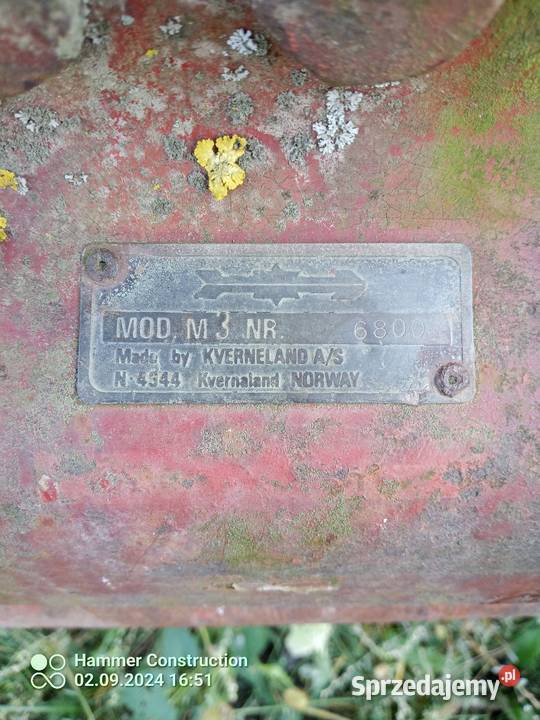 MOD. M 3 NR. 6800
Made by KVERNELAND A/S
N-4344 Kvernaland NORWAY
Hammer Construction
02.09.2024 16:51
Sprzedajemy.pl